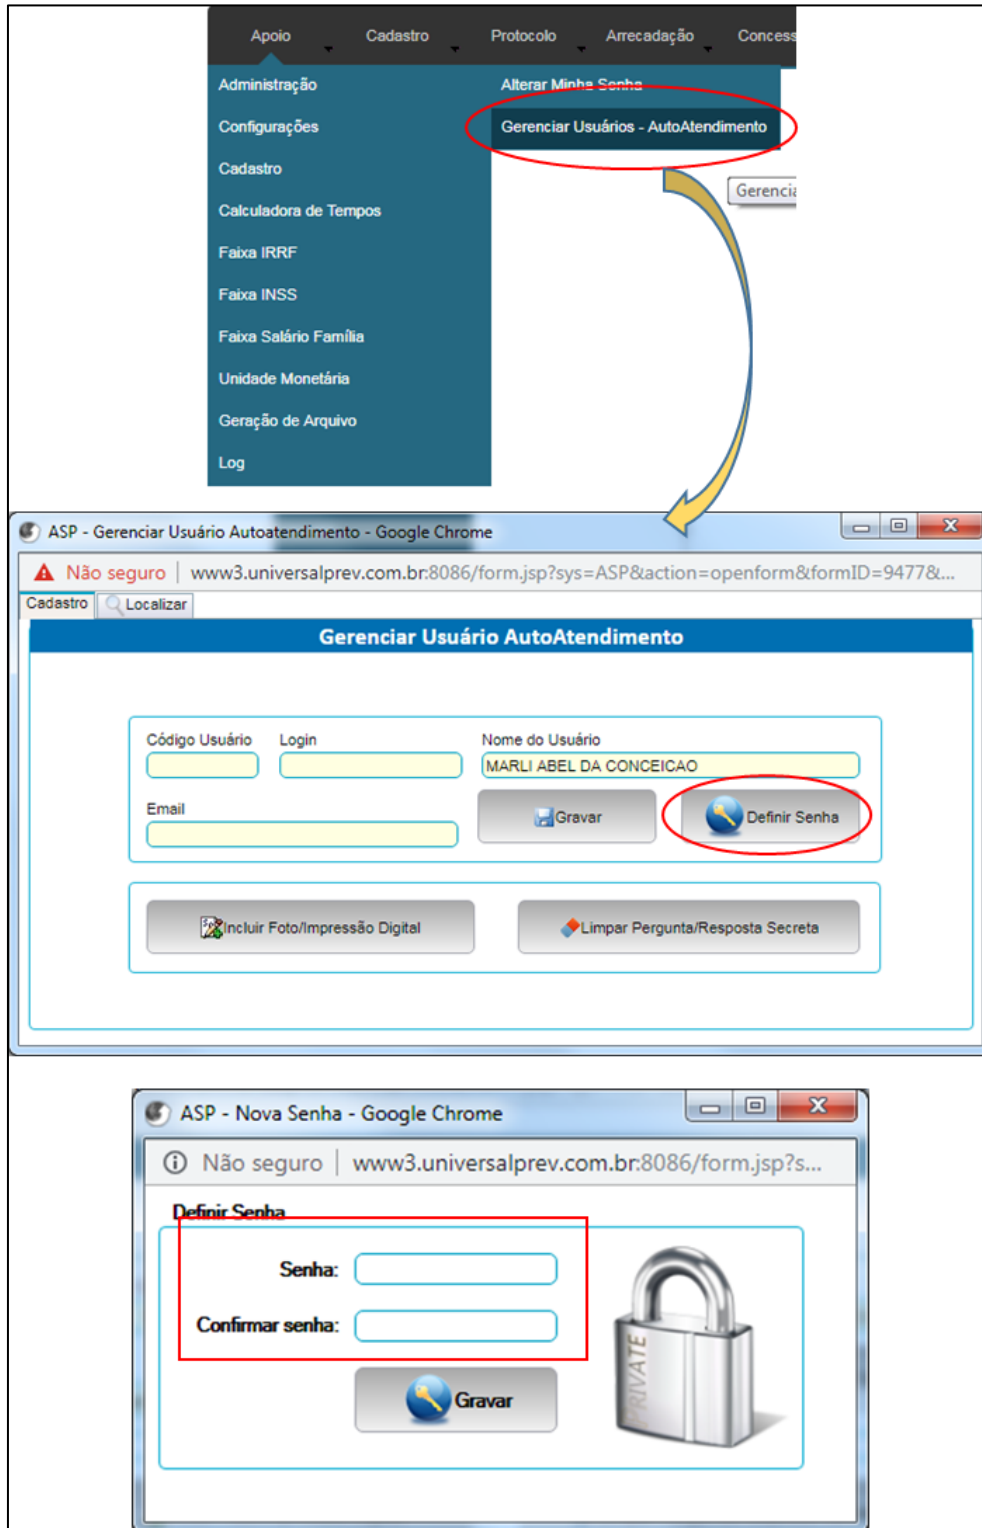 Apoio Cadastro Protocolo Arrecadação Concess
Administração Alterar Minha Senha
Configurações Gerenciar Usuários - AutoAtendimento
Cadastro
Gerencia
Calculadora de Tempos
Faixa IRRF
Faixa INSS
Faixa Salário Família
Unidade Monetária
Geração de Arquivo
Log
ASP - Gerenciar Usuário Autoatendimento - Google Chrome
Não seguro | www3.universalprev.com.br:8086/form.jsp?sys=ASP&action=openform&formID=9477&...
Cadastro Localizar
Gerenciar Usuário AutoAtendimento
Código Usuário Login Nome do Usuário
MARLI ABEL DA CONCEICAO
Email
Gravar Definir Senha
Incluir Foto/Impressão Digital Limpar Pergunta/Resposta Secreta
ASP - Nova Senha - Google Chrome
Não seguro | www3.universalprev.com.br:8086/form.jsp?s...
Definir Senha
Senha:
Confirmar senha:
Gravar
PRIVATE